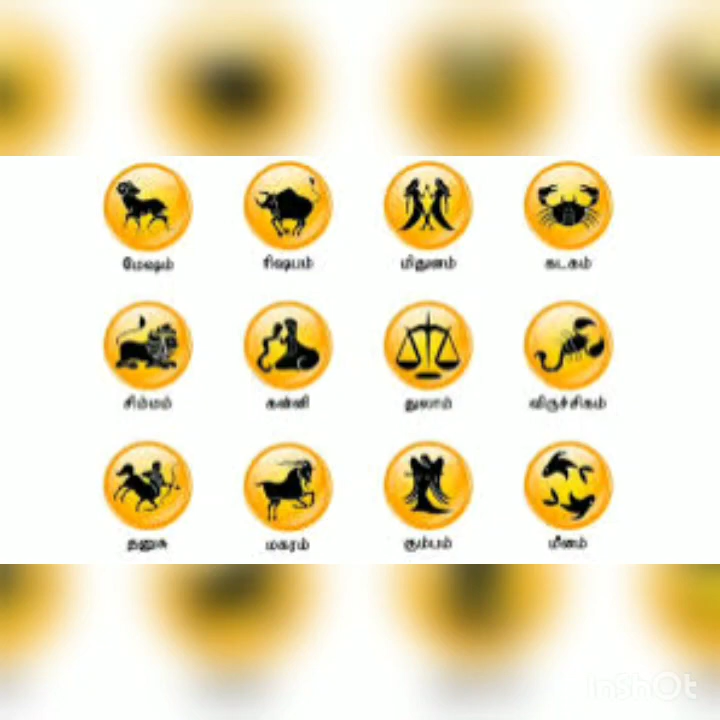 மேஷம் ரிஷபம் மிதுனம் கடகம்
சிம்மம் கன்னி துலாம் விருச்சிகம்
தனுசு மகரம் கும்பம் மீனம்
InShOt